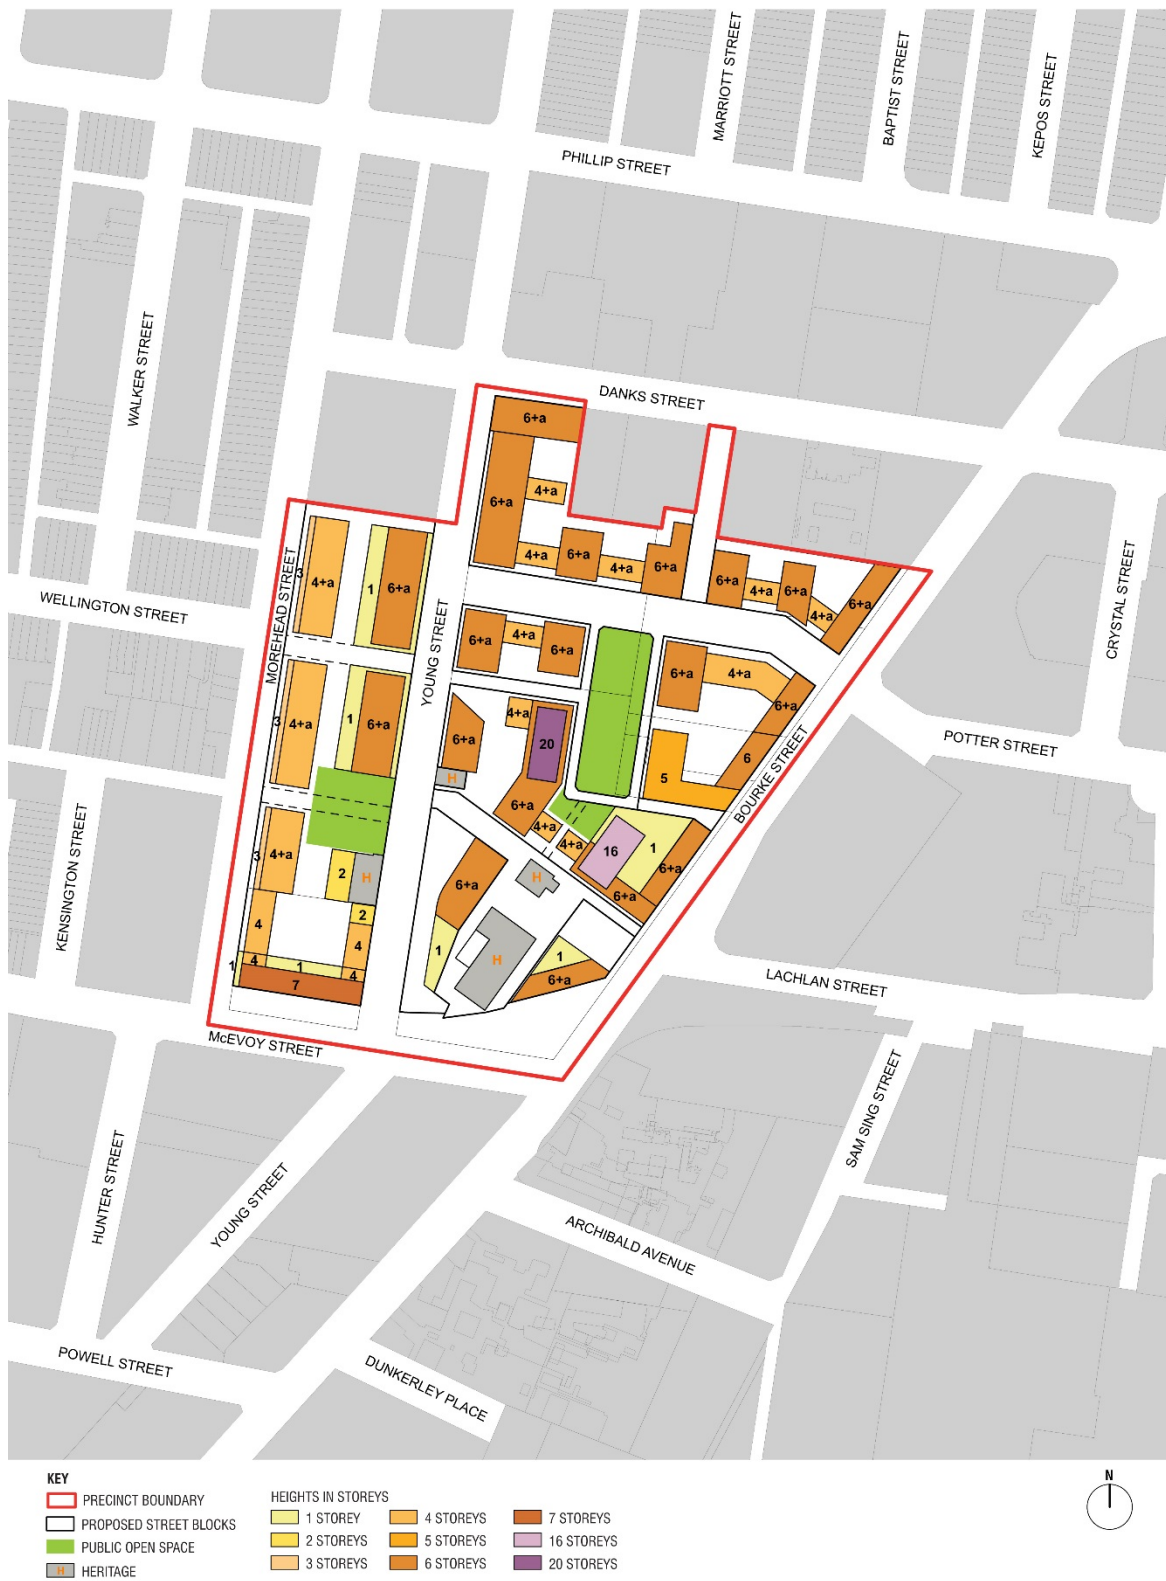 MARRIOTT STREET
BAPTIST STREET
KEPOS STREET
PHILLIP STREET
WALKER STREET
DANKS STREET
6+a
6+a
4+a
4+a
6+a
4+a
6+a
6+a
4+a
6+a
4+a
6+a
3
4+a
1
6+a
MOREHEAD STREET
WELLINGTON STREET
YOUNG STREET
CRYSTAL STREET
6+a
4+a
6+a
6+a
4+a
6+a
3
4+a
1
6+a
6+a
4+a
20
H
6+a
5
6
BOURKE STREET
POTTER STREET
KENSINGTON STREET
3
4+a
2
H
2
4
4
4+a
4+a
16
1
6+a
6+a
H
6+a
1
H
1
6+a
1
4
1
4
7
LACHLAN STREET
McEVOY STREET
SAM SING STREET
HUNTER STREET
YOUNG STREET
ARCHIBALD AVENUE
POWELL STREET
DUNKERLEY PLACE
KEY
PRECINCT BOUNDARY
PROPOSED STREET BLOCKS
PUBLIC OPEN SPACE
H HERITAGE
HEIGHTS IN STOREYS
1 STOREY
2 STOREYS
3 STOREYS
4 STOREYS
5 STOREYS
6 STOREYS
7 STOREYS
16 STOREYS
20 STOREYS
N